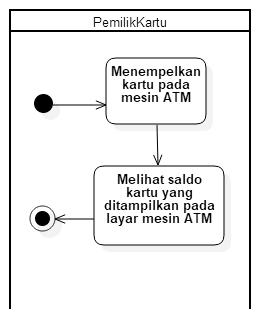 PemilikKartu
Menempelkan
kartu pada
mesin ATM
Melihat saldo
kartu yang
ditampilkan pada
layar mesin ATM